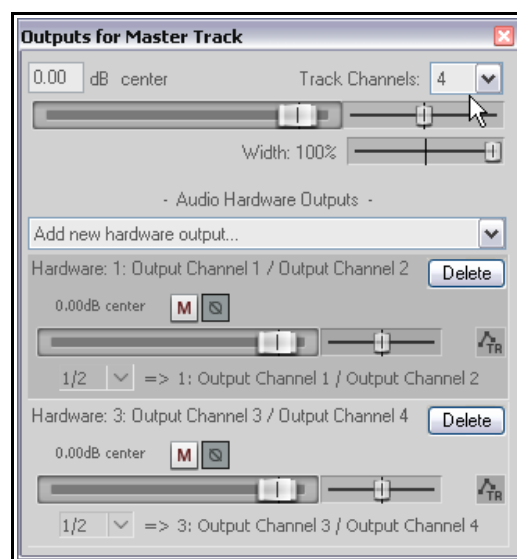 Outputs for Master Track
0.00 dB center Track Channels: 4
Width: 100%
- Audio Hardware Outputs -
Add new hardware output...
Hardware: 1: Output Channel 1 / Output Channel 2 Delete
0.00dB center M
TR
1/2 => 1: Output Channel 1 / Output Channel 2
Hardware: 3: Output Channel 3 / Output Channel 4 Delete
0.00dB center M
TR
1/2 => 3: Output Channel 3 / Output Channel 4